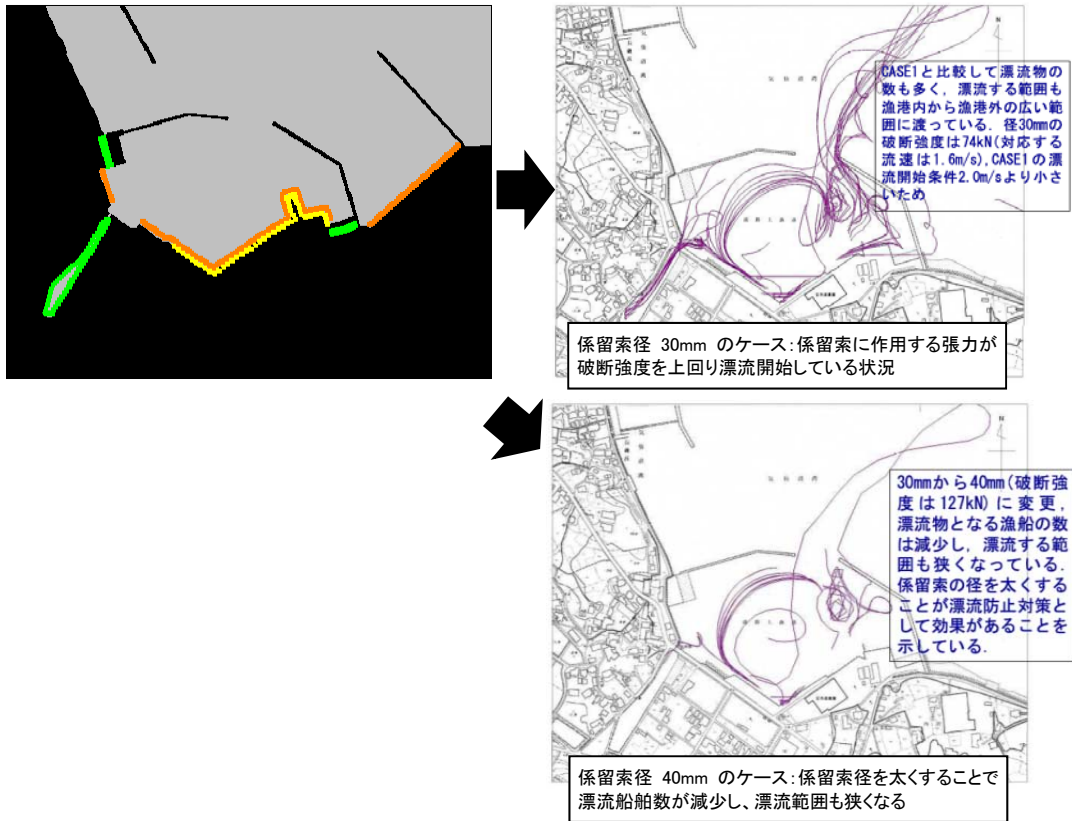 CASE1と比較して漂流物の
数も多く，漂流する範囲も
漁港内から漁港外の広い範
囲に渡っている．径30mmの
破断強度は74kN(対応する
流速は1.6m/s),CASE1の漂
流開始条件2.0m/sより小さ
いため
係留索径 30mm のケース:係留索に作用する張力が
破断強度を上回り漂流開始している状況
30mmから40mm(破断強
度は127kN)に変更，
漂流物となる漁船の数
は減少し，漂流する範
囲も狭くなっている．
係留索の径を太くする
ことが漂流防止対策と
して効果があることを
示している．
係留索径 40mm のケース:係留索径を太くすることで
漂流船舶数が減少し、漂流範囲も狭くなる